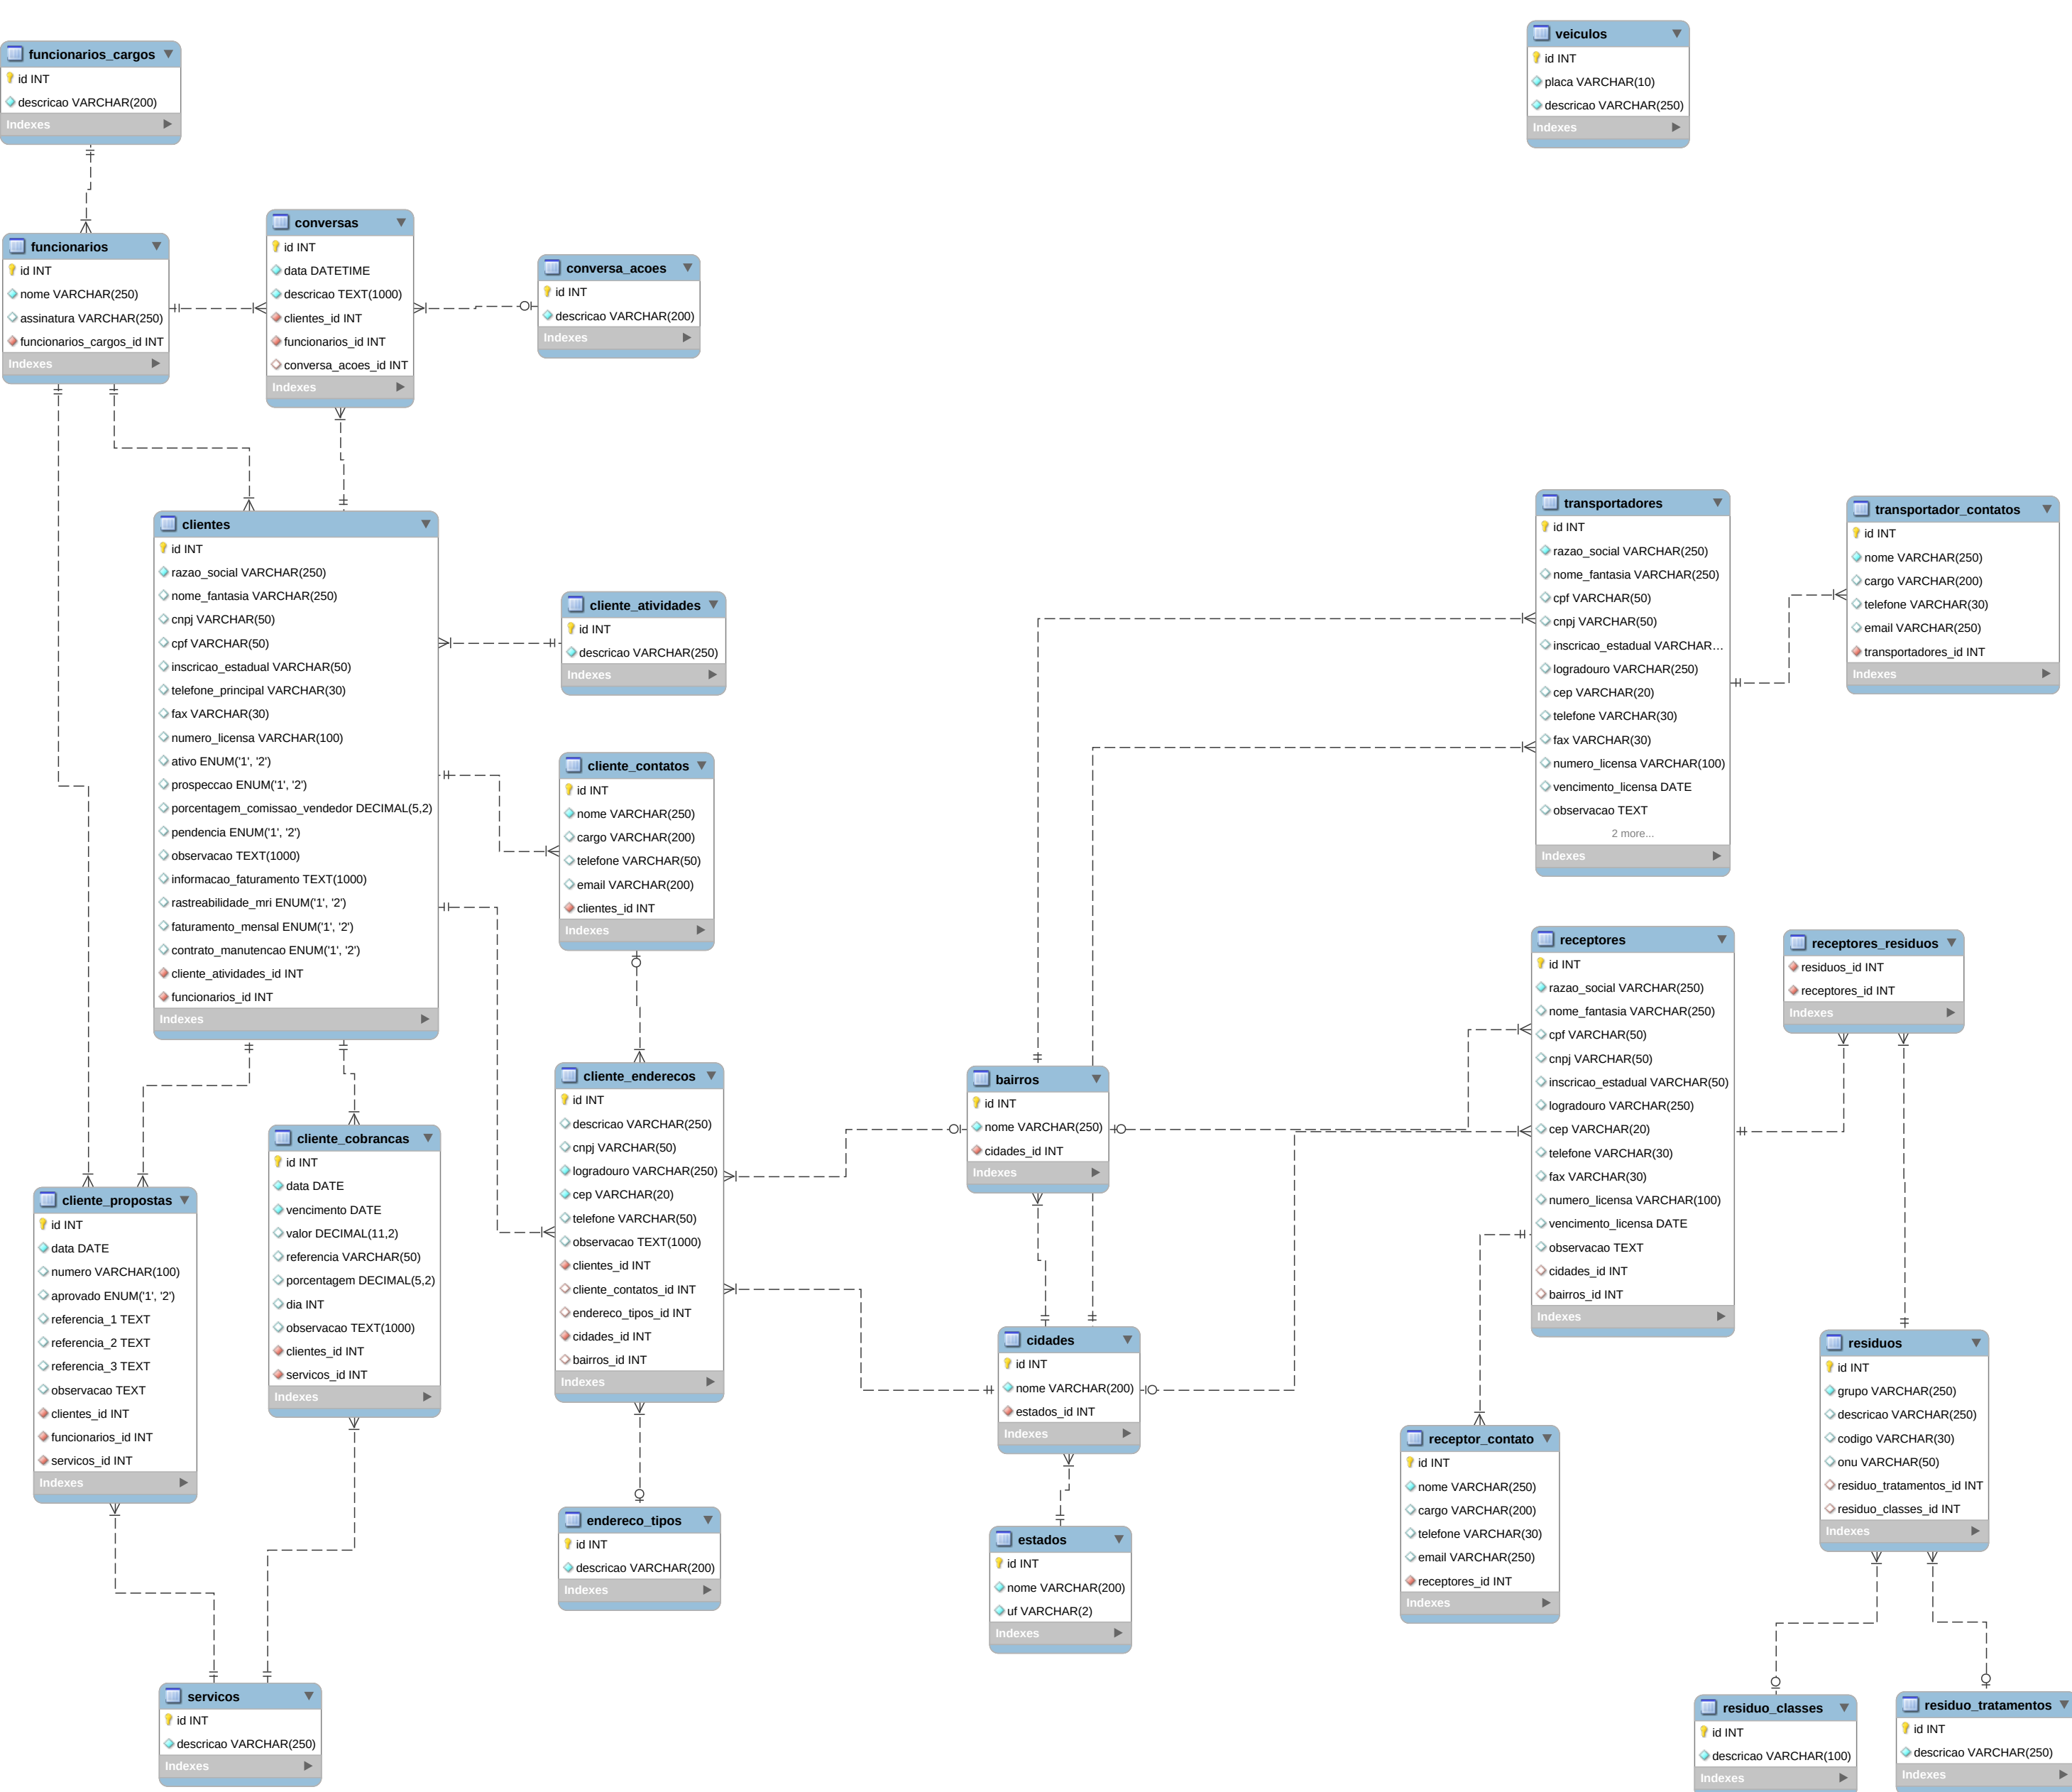 funcionarios_cargos
id INT
descricao VARCHAR(200)
Indexes
veiculos
id INT
placa VARCHAR(10)
descricao VARCHAR(250)
Indexes
funcionarios
id INT
nome VARCHAR(250)
assinatura VARCHAR(250)
funcionarios_cargos_id INT
Indexes
conversas
id INT
data DATETIME
descricao TEXT(1000)
clientes_id INT
funcionarios_id INT
conversa_acoes_id INT
Indexes
conversa_acoes
id INT
descricao VARCHAR(200)
Indexes
clientes
id INT
razao_social VARCHAR(250)
nome_fantasia VARCHAR(250)
cnpj VARCHAR(50)
cpf VARCHAR(50)
inscricao_estadual VARCHAR(50)
telefone_principal VARCHAR(30)
fax VARCHAR(30)
numero_licensa VARCHAR(100)
ativo ENUM('1', '2')
prospeccao ENUM('1', '2')
porcentagem_comissao_vendedor DECIMAL(5,2)
pendencia ENUM('1', '2')
observacao TEXT(1000)
informacao_faturamento TEXT(1000)
rastreabilidade_mri ENUM('1', '2')
faturamento_mensal ENUM('1', '2')
contrato_manutencao ENUM('1', '2')
cliente_atividades_id INT
funcionarios_id INT
Indexes
cliente_atividades
id INT
descricao VARCHAR(250)
Indexes
cliente_contatos
id INT
nome VARCHAR(250)
cargo VARCHAR(200)
telefone VARCHAR(50)
email VARCHAR(200)
clientes_id INT
Indexes
transportadores
id INT
razao_social VARCHAR(250)
nome_fantasia VARCHAR(250)
cpf VARCHAR(50)
cnpj VARCHAR(50)
inscricao_estadual VARCHAR...
logradouro VARCHAR(250)
cep VARCHAR(20)
telefone VARCHAR(30)
fax VARCHAR(30)
numero_licensa VARCHAR(100)
vencimento_licensa DATE
observacao TEXT
2 more...
Indexes
transportador_contatos
id INT
nome VARCHAR(250)
cargo VARCHAR(200)
telefone VARCHAR(30)
email VARCHAR(250)
transportadores_id INT
Indexes
receptores
id INT
razao_social VARCHAR(250)
nome_fantasia VARCHAR(250)
cpf VARCHAR(50)
cnpj VARCHAR(50)
inscricao_estadual VARCHAR(50)
logradouro VARCHAR(250)
cep VARCHAR(20)
telefone VARCHAR(30)
fax VARCHAR(30)
numero_licensa VARCHAR(100)
vencimento_licensa DATE
observacao TEXT
cidades_id INT
bairros_id INT
Indexes
receptores_residuos
residuos_id INT
receptores_id INT
Indexes
cliente_propostas
id INT
data DATE
numero VARCHAR(100)
aprovado ENUM('1', '2')
referencia_1 TEXT
referencia_2 TEXT
referencia_3 TEXT
observacao TEXT
clientes_id INT
funcionarios_id INT
servicos_id INT
Indexes
cliente_cobrancas
id INT
data DATE
vencimento DATE
valor DECIMAL(11,2)
referencia VARCHAR(50)
porcentagem DECIMAL(5,2)
dia INT
observacao TEXT(1000)
clientes_id INT
servicos_id INT
Indexes
cliente_enderecos
id INT
descricao VARCHAR(250)
cnpj VARCHAR(50)
logradouro VARCHAR(250)
cep VARCHAR(20)
telefone VARCHAR(50)
observacao TEXT(1000)
clientes_id INT
cliente_contatos_id INT
endereco_tipos_id INT
cidades_id INT
bairros_id INT
Indexes
bairros
id INT
nome VARCHAR(250)
cidades_id INT
Indexes
cidades
id INT
nome VARCHAR(200)
estados_id INT
Indexes
estados
id INT
nome VARCHAR(200)
uf VARCHAR(2)
Indexes
endereco_tipos
id INT
descricao VARCHAR(200)
Indexes
receptor_contato
id INT
nome VARCHAR(250)
cargo VARCHAR(200)
telefone VARCHAR(30)
email VARCHAR(250)
receptores_id INT
Indexes
residuos
id INT
grupo VARCHAR(250)
descricao VARCHAR(250)
codigo VARCHAR(30)
onu VARCHAR(50)
residuo_tratamentos_id INT
residuo_classes_id INT
Indexes
servicos
id INT
descricao VARCHAR(250)
Indexes
residuo_classes
id INT
descricao VARCHAR(100)
Indexes
residuo_tratamentos
id INT
descricao VARCHAR(250)
Indexes